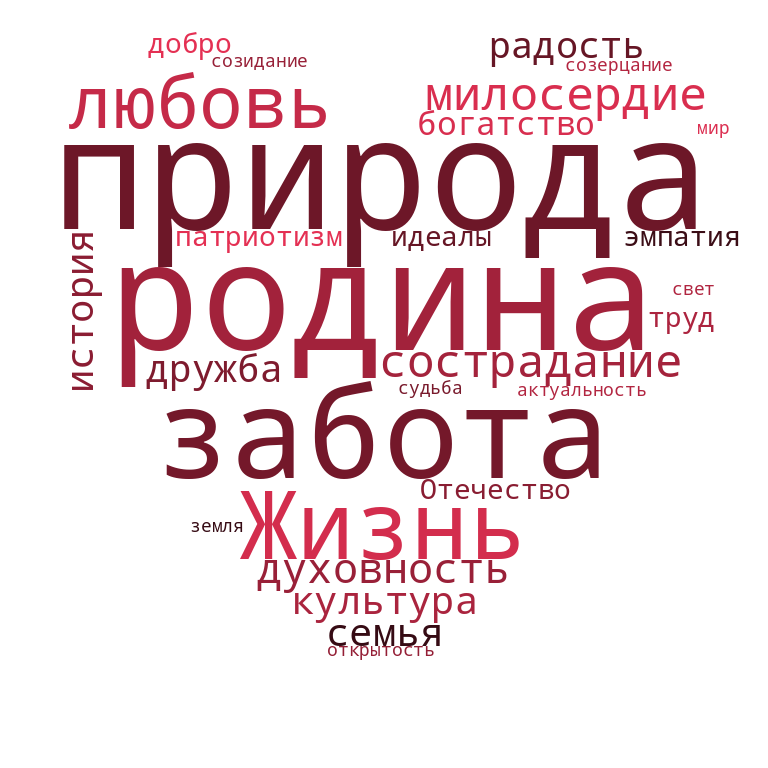 добро
радость
созидание
созерцание
любовь
милосердие
богатство
мир
природа
патриотизм
идеалы
эмпатия
история
родина
свет
труд
дружба
сострадание
судьба
актуальность
забота
Отечество
Жизнь
земля
духовность
культура
семья
открытость